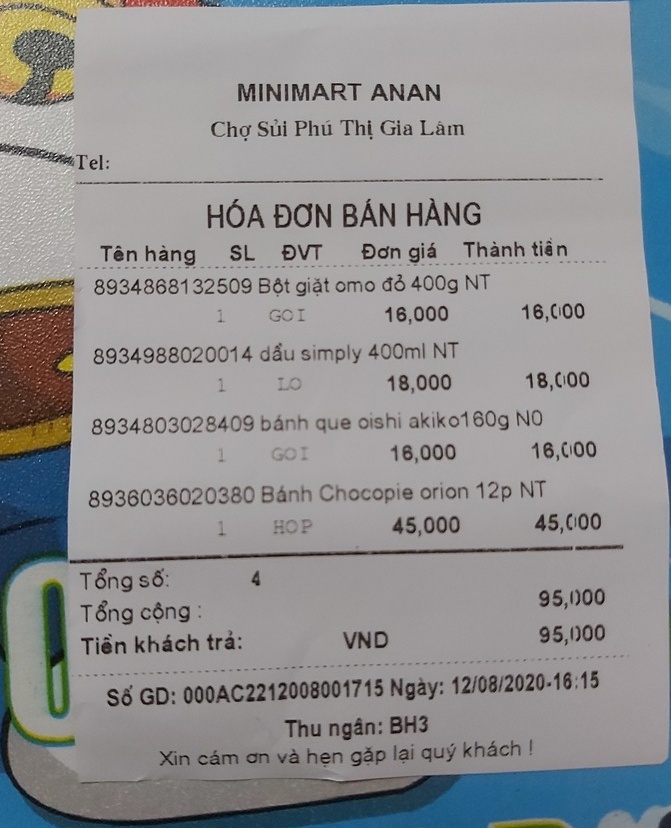 MINIMART ANAN
Chợ Sủi Phú Thị Gia Lâm
Tel:
HÓA ĐƠN BÁN HÀNG
Tên hàng SL ĐVT Đơn giá Thành tiền
8934868132509 Bột giặt omo đỏ 400g NT
1 GOI 16,000 16,000
8934988020014 dầu simply 400ml NT
1 LO 18,000 18,000
8934803028409 bánh que oishi akiko160g N0
1 GOI 16,000 16,000
8936036020380 Bánh Chocopie orion 12p NT
1 HOP 45,000 45,000
Tổng số: 4
Tổng cộng : 95,000
Tiền khách trả: VND 95,000
Số GD: 000AC2212008001715 Ngày: 12/08/2020-16:15
Thu ngân: BH3
Xin cám ơn và hẹn gặp lại quý khách !